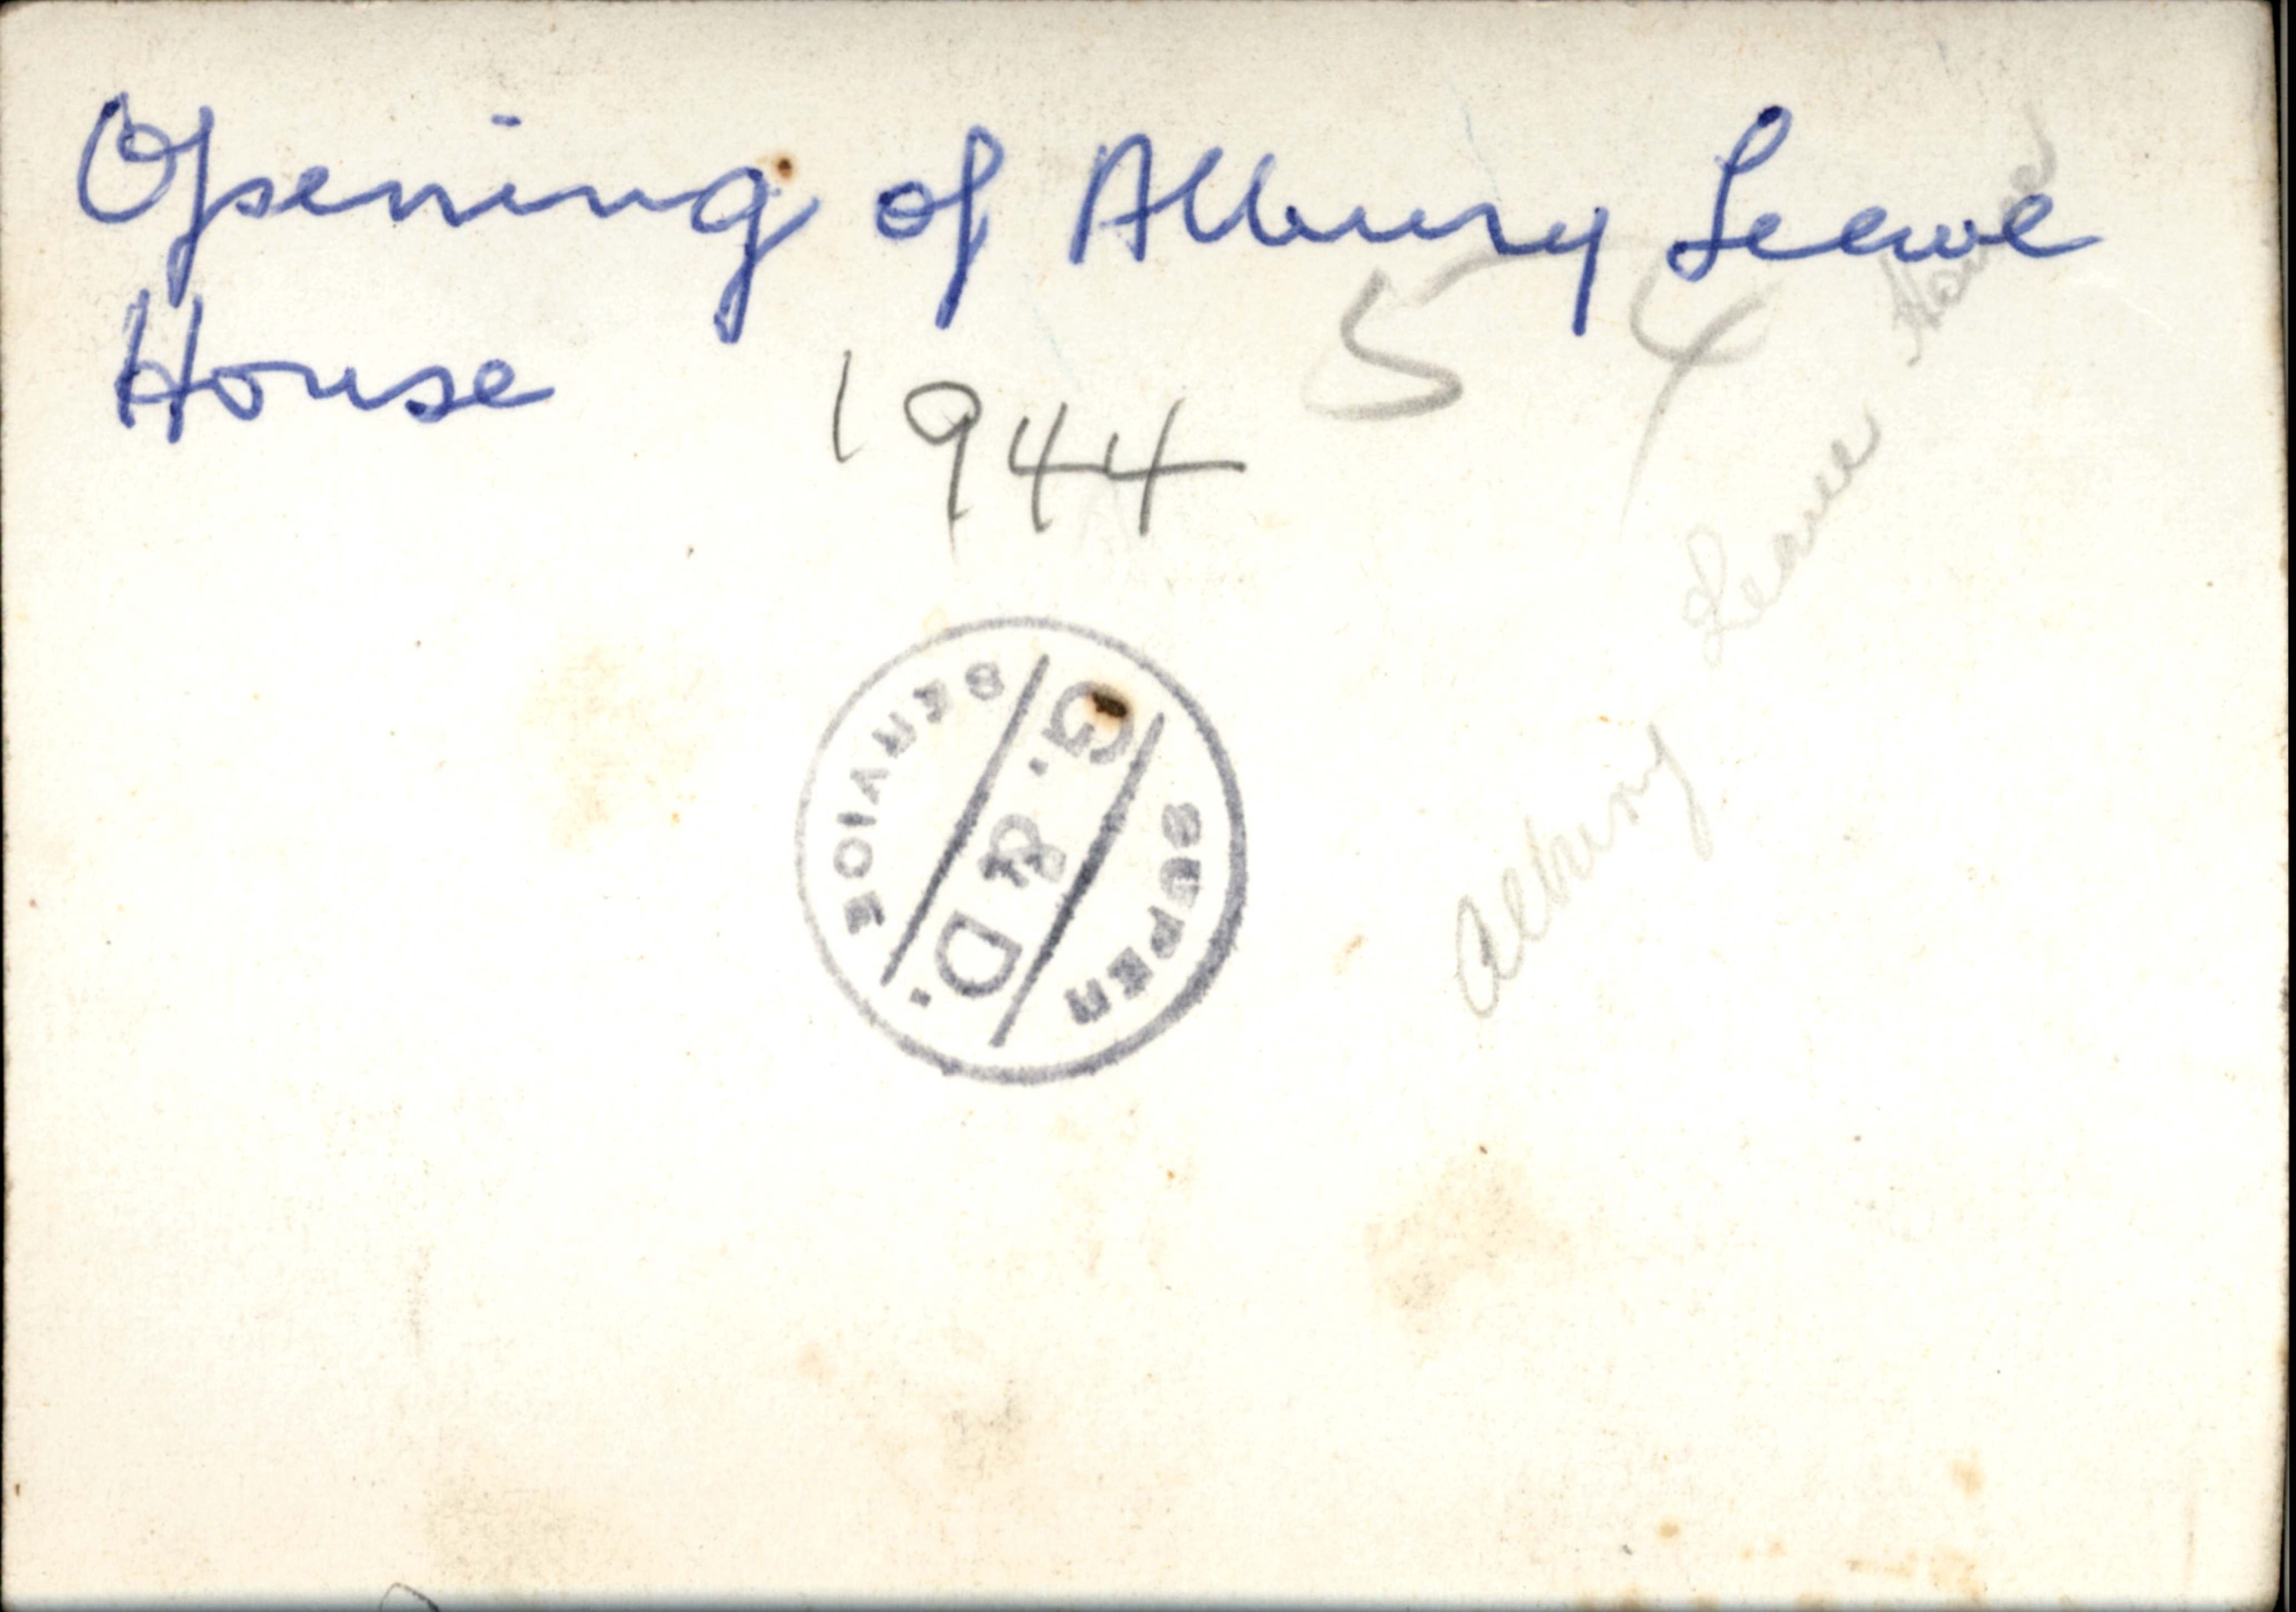 Opening of Albury Leave
House
1944
54
Albury Leave House
SUPER
G. & D.
SERVICE